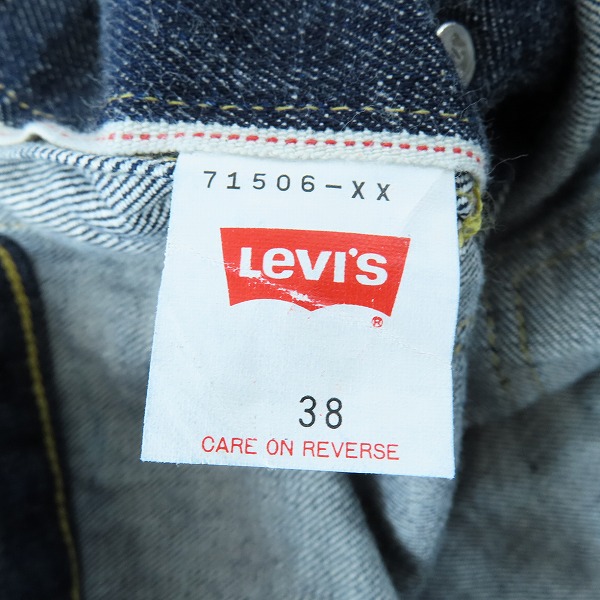 71506-XX
Levi's
®
38
CARE ON REVERSE